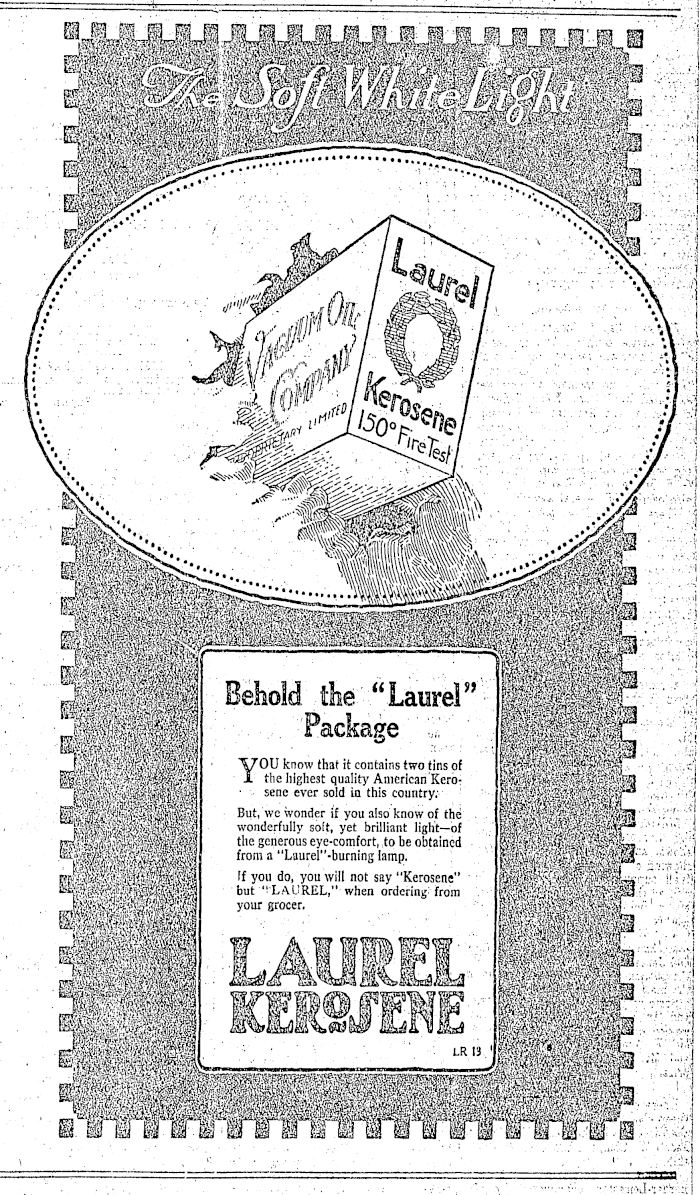 The Soft White Light
Laurel
VACUUM OIL
COMPANY
PROPRIETARY LIMITED
Kerosene
150° Fire Test
Behold the "Laurel"
Package
YOU know that it contains two tins of
the highest quality American Kero-
sene ever sold in this country.
But, we wonder if you also know of the
wonderfully soft, yet brilliant light—of
the generous eye-comfort, to be obtained
from a "Laurel"-burning lamp.
If you do, you will not say "Kerosene"
but "LAUREL," when ordering from
your grocer.
LAUREL
KEROSENE
LR 13